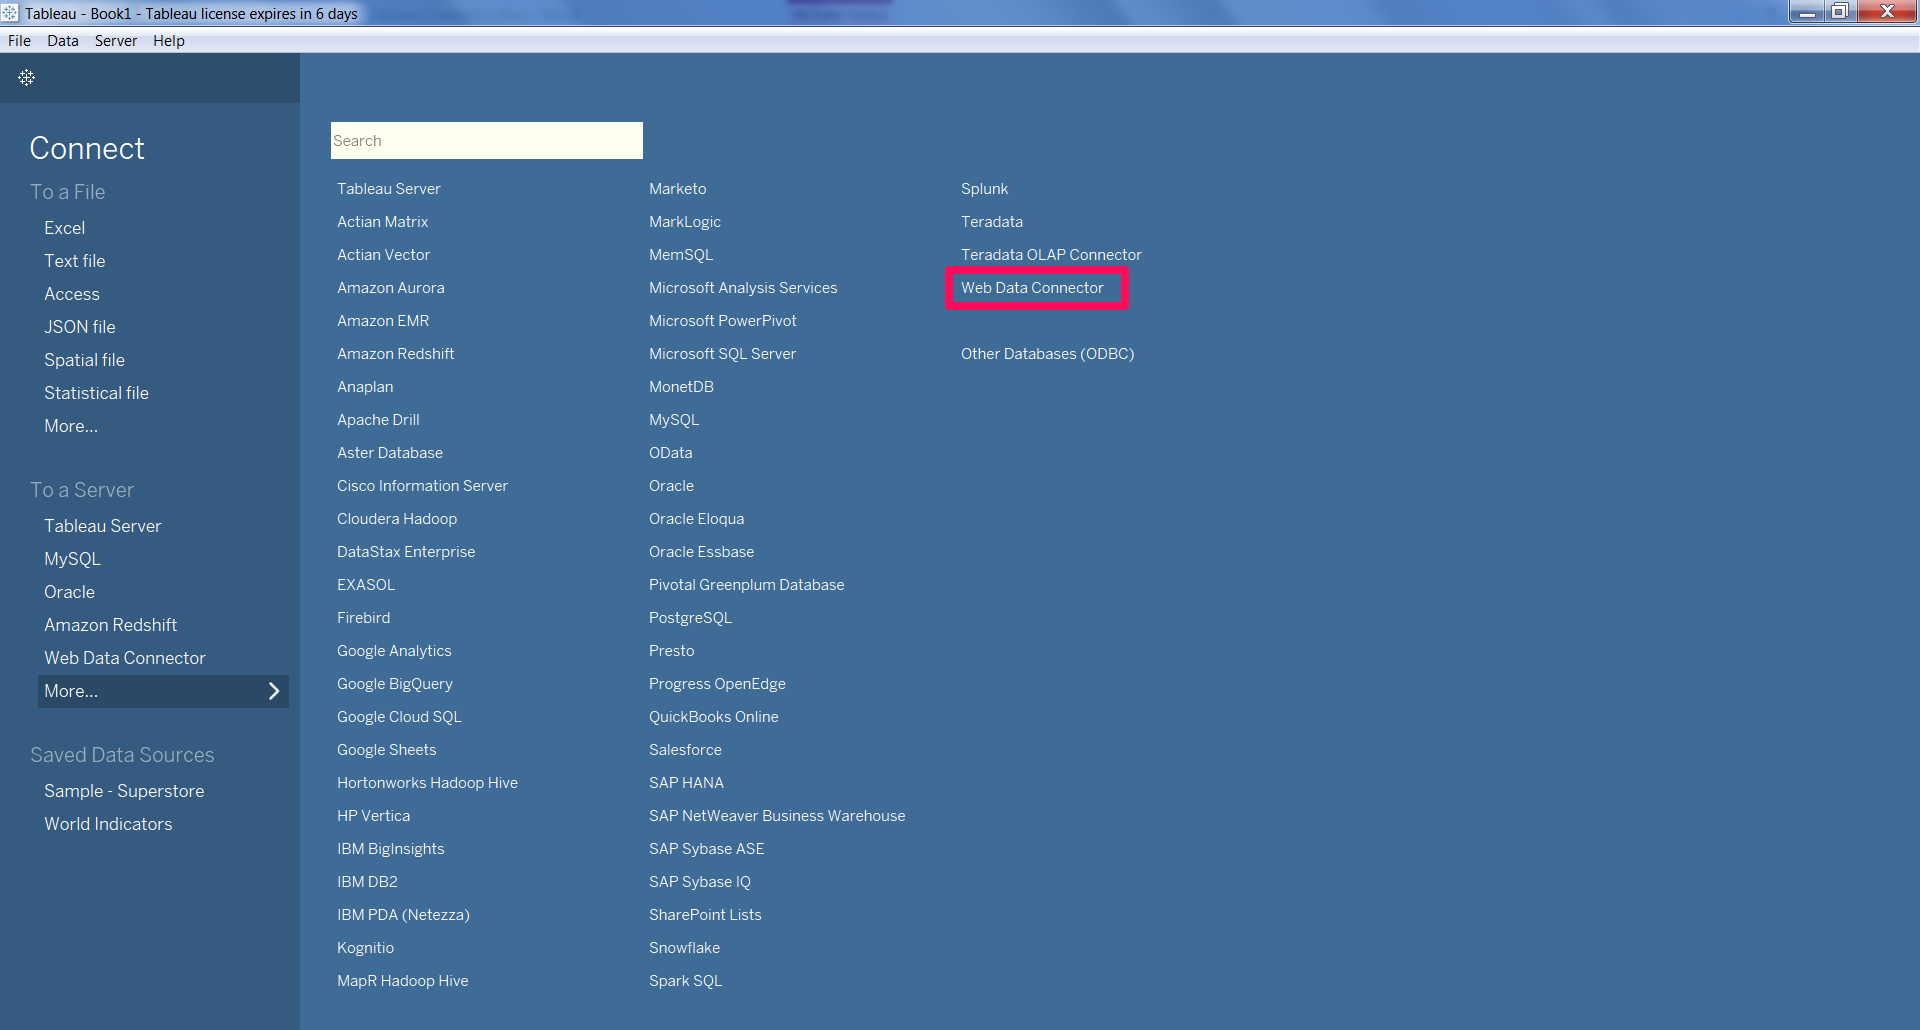 Tableau - Book1 - Tableau license expires in 6 days
File Data Server Help
Connect
To a File
Excel
Text file
Access
JSON file
Spatial file
Statistical file
More...
To a Server
Tableau Server
MySQL
Oracle
Amazon Redshift
Web Data Connector
More...
Saved Data Sources
Sample - Superstore
World Indicators
Search
Tableau Server
Actian Matrix
Actian Vector
Amazon Aurora
Amazon EMR
Amazon Redshift
Anaplan
Apache Drill
Aster Database
Cisco Information Server
Cloudera Hadoop
DataStax Enterprise
EXASOL
Firebird
Google Analytics
Google BigQuery
Google Cloud SQL
Google Sheets
Hortonworks Hadoop Hive
HP Vertica
IBM BigInsights
IBM DB2
IBM PDA (Netezza)
Kognitio
MapR Hadoop Hive
Marketo
MarkLogic
MemSQL
Microsoft Analysis Services
Microsoft PowerPivot
Microsoft SQL Server
MonetDB
MySQL
OData
Oracle
Oracle Eloqua
Oracle Essbase
Pivotal Greenplum Database
PostgreSQL
Presto
Progress OpenEdge
QuickBooks Online
Salesforce
SAP HANA
SAP NetWeaver Business Warehouse
SAP Sybase ASE
SAP Sybase IQ
SharePoint Lists
Snowflake
Spark SQL
Splunk
Teradata
Teradata OLAP Connector
Web Data Connector
Other Databases (ODBC)